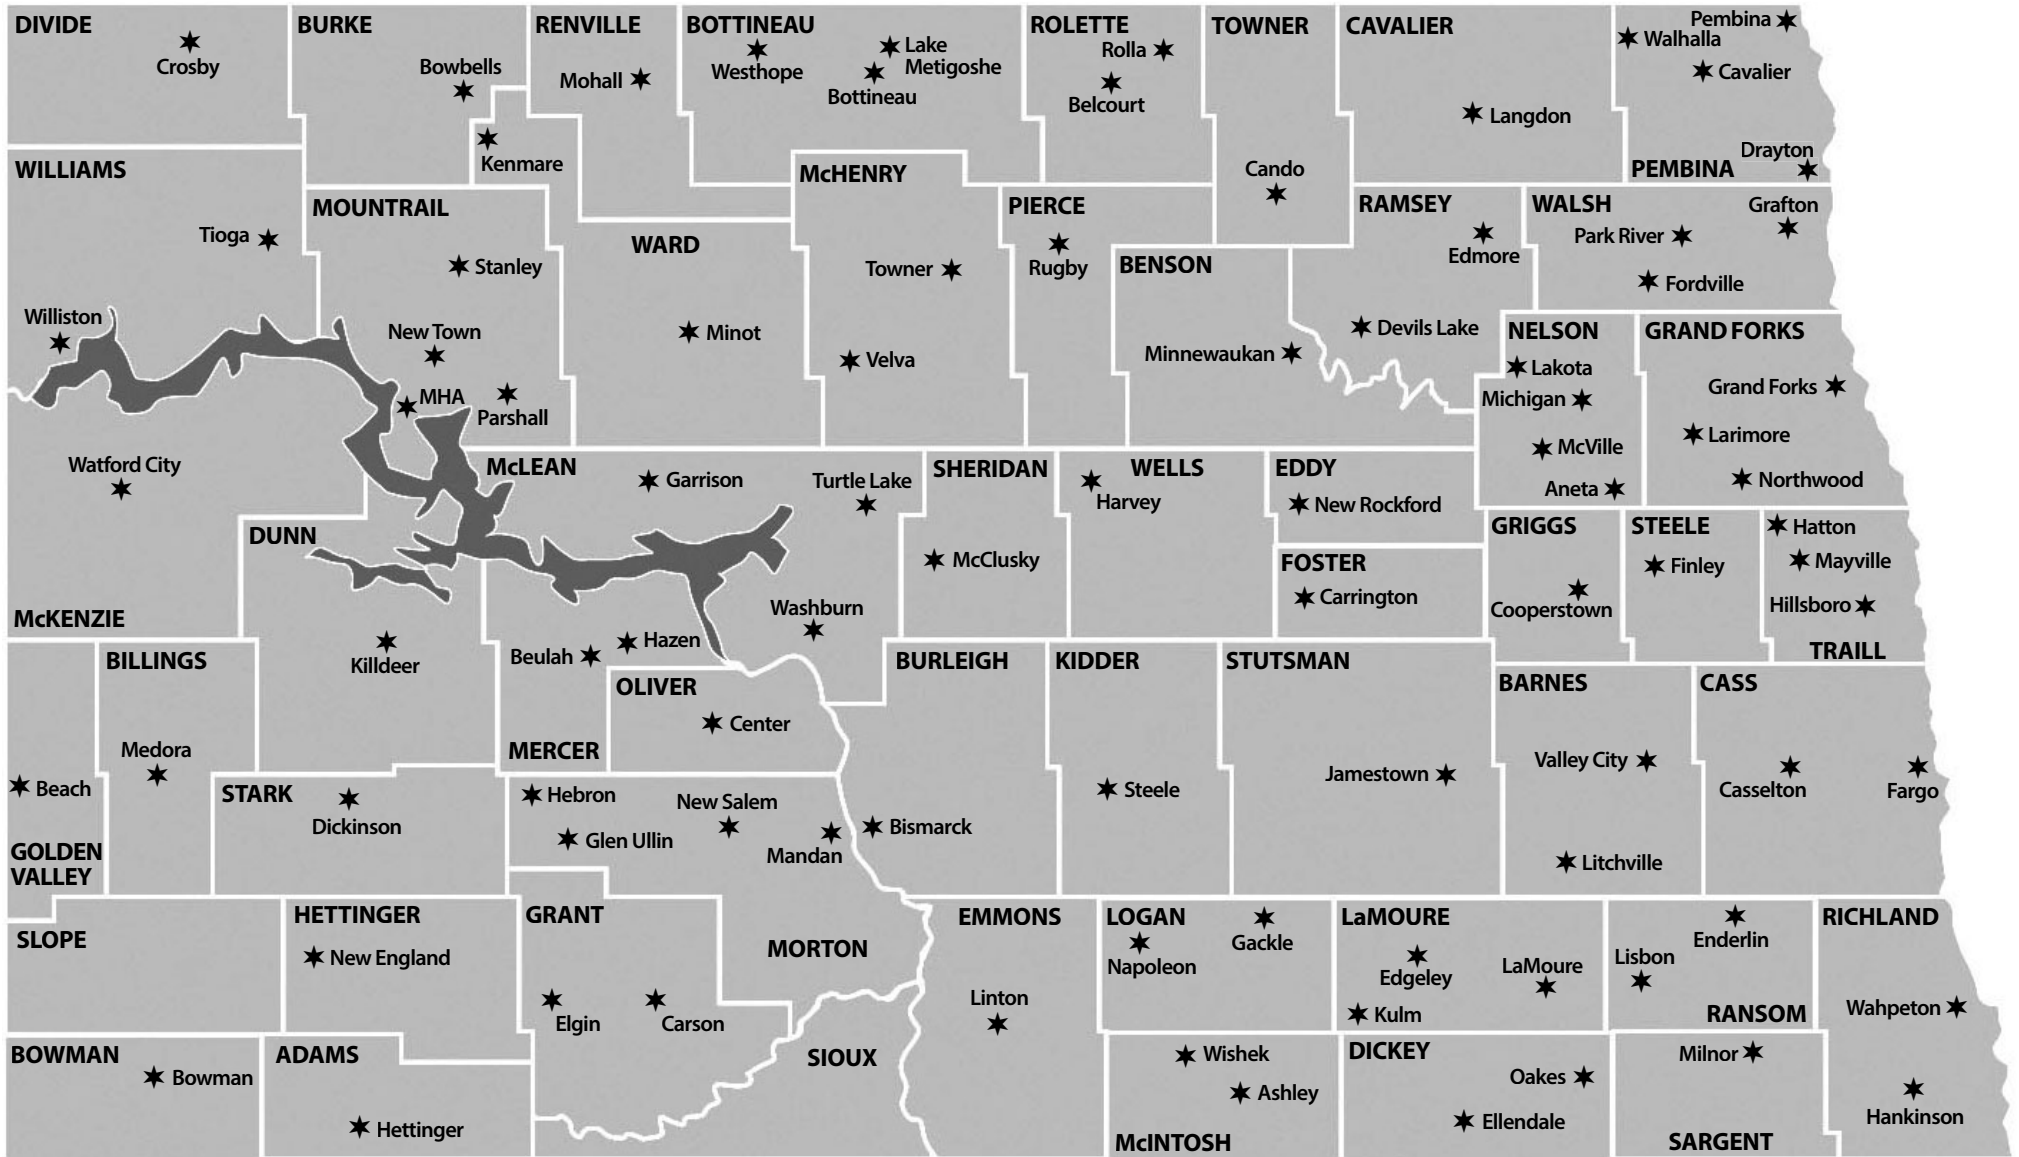 DIVIDE
Crosby
BURKE
Bowbells
RENVILLE
Mohall
BOTTINEAU
Westhope
Lake
Metigoshe
Bottineau
ROLETTE
Rolla
Belcourt
TOWNER
Cando
CAVALIER
Langdon
Pembina
Walhalla
Cavalier
Drayton
PEMBINA
Kenmare
WILLIAMS
Tioga
Williston
MOUNTRAIL
Stanley
New Town
MHA
Parshall
WARD
Minot
McHENRY
Towner
Velva
PIERCE
Rugby
BENSON
Minnewaukan
RAMSEY
Edmore
Devils Lake
WALSH
Grafton
Park River
Fordville
NELSON
Lakota
Michigan
McVille
Aneta
GRAND FORKS
Grand Forks
Larimore
Northwood
Watford City
McKENZIE
DUNN
Killdeer
McLEAN
Garrison
Turtle Lake
Washburn
SHERIDAN
McClusky
WELLS
Harvey
EDDY
New Rockford
FOSTER
Carrington
GRIGGS
Cooperstown
STEELE
Finley
Hatton
Mayville
Hillsboro
TRAILL
BILLINGS
Medora
Beach
GOLDEN
VALLEY
STARK
Dickinson
Beulah
Hazen
MERCER
OLIVER
Center
Hebron
Glen Ullin
New Salem
Mandan
MORTON
BURLEIGH
Bismarck
KIDDER
Steele
STUTSMAN
Jamestown
BARNES
Valley City
Litchville
CASS
Casselton
Fargo
SLOPE
HETTINGER
New England
GRANT
Elgin
Carson
EMMONS
Linton
LOGAN
Napoleon
Gackle
LaMOURE
Edgeley
LaMoure
Kulm
Enderlin
Lisbon
RANSOM
RICHLAND
Wahpeton
Hankinson
BOWMAN
Bowman
ADAMS
Hettinger
SIOUX
Wishek
Ashley
McINTOSH
DICKEY
Oakes
Ellendale
Milnor
SARGENT